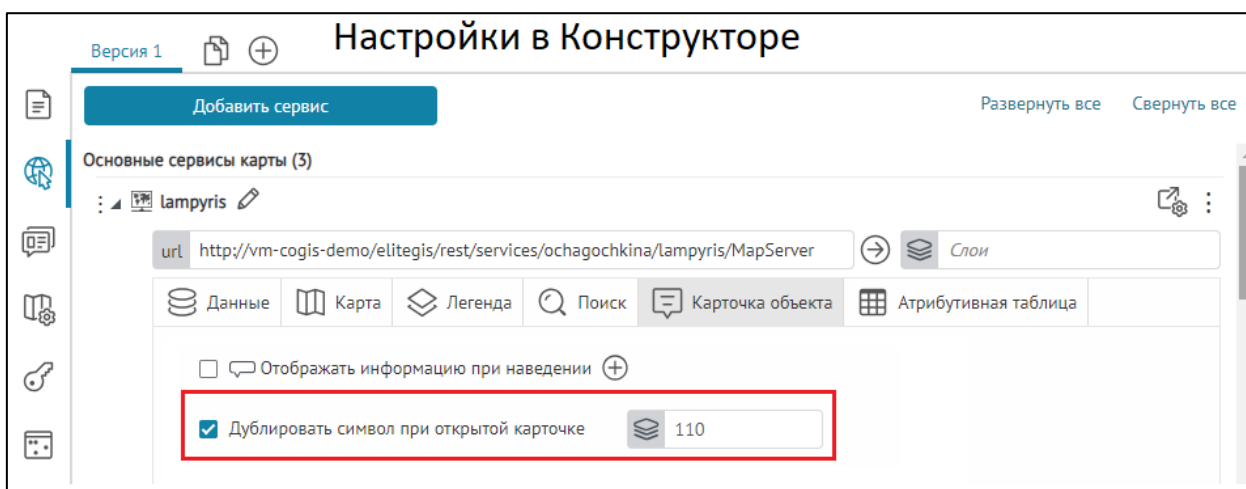 Версия 1
Настройки в Конструкторе
Добавить сервис
Развернуть все
Свернуть все
Основные сервисы карты (3)
lampyris
url http://vm-cogis-demo/elitegis/rest/services/ochagochkina/lampyris/MapServer
Слои
Данные
Карта
Легенда
Поиск
Карточка объекта
Атрибутивная таблица
Отображать информацию при наведении
Дублировать символ при открытой карточке
110